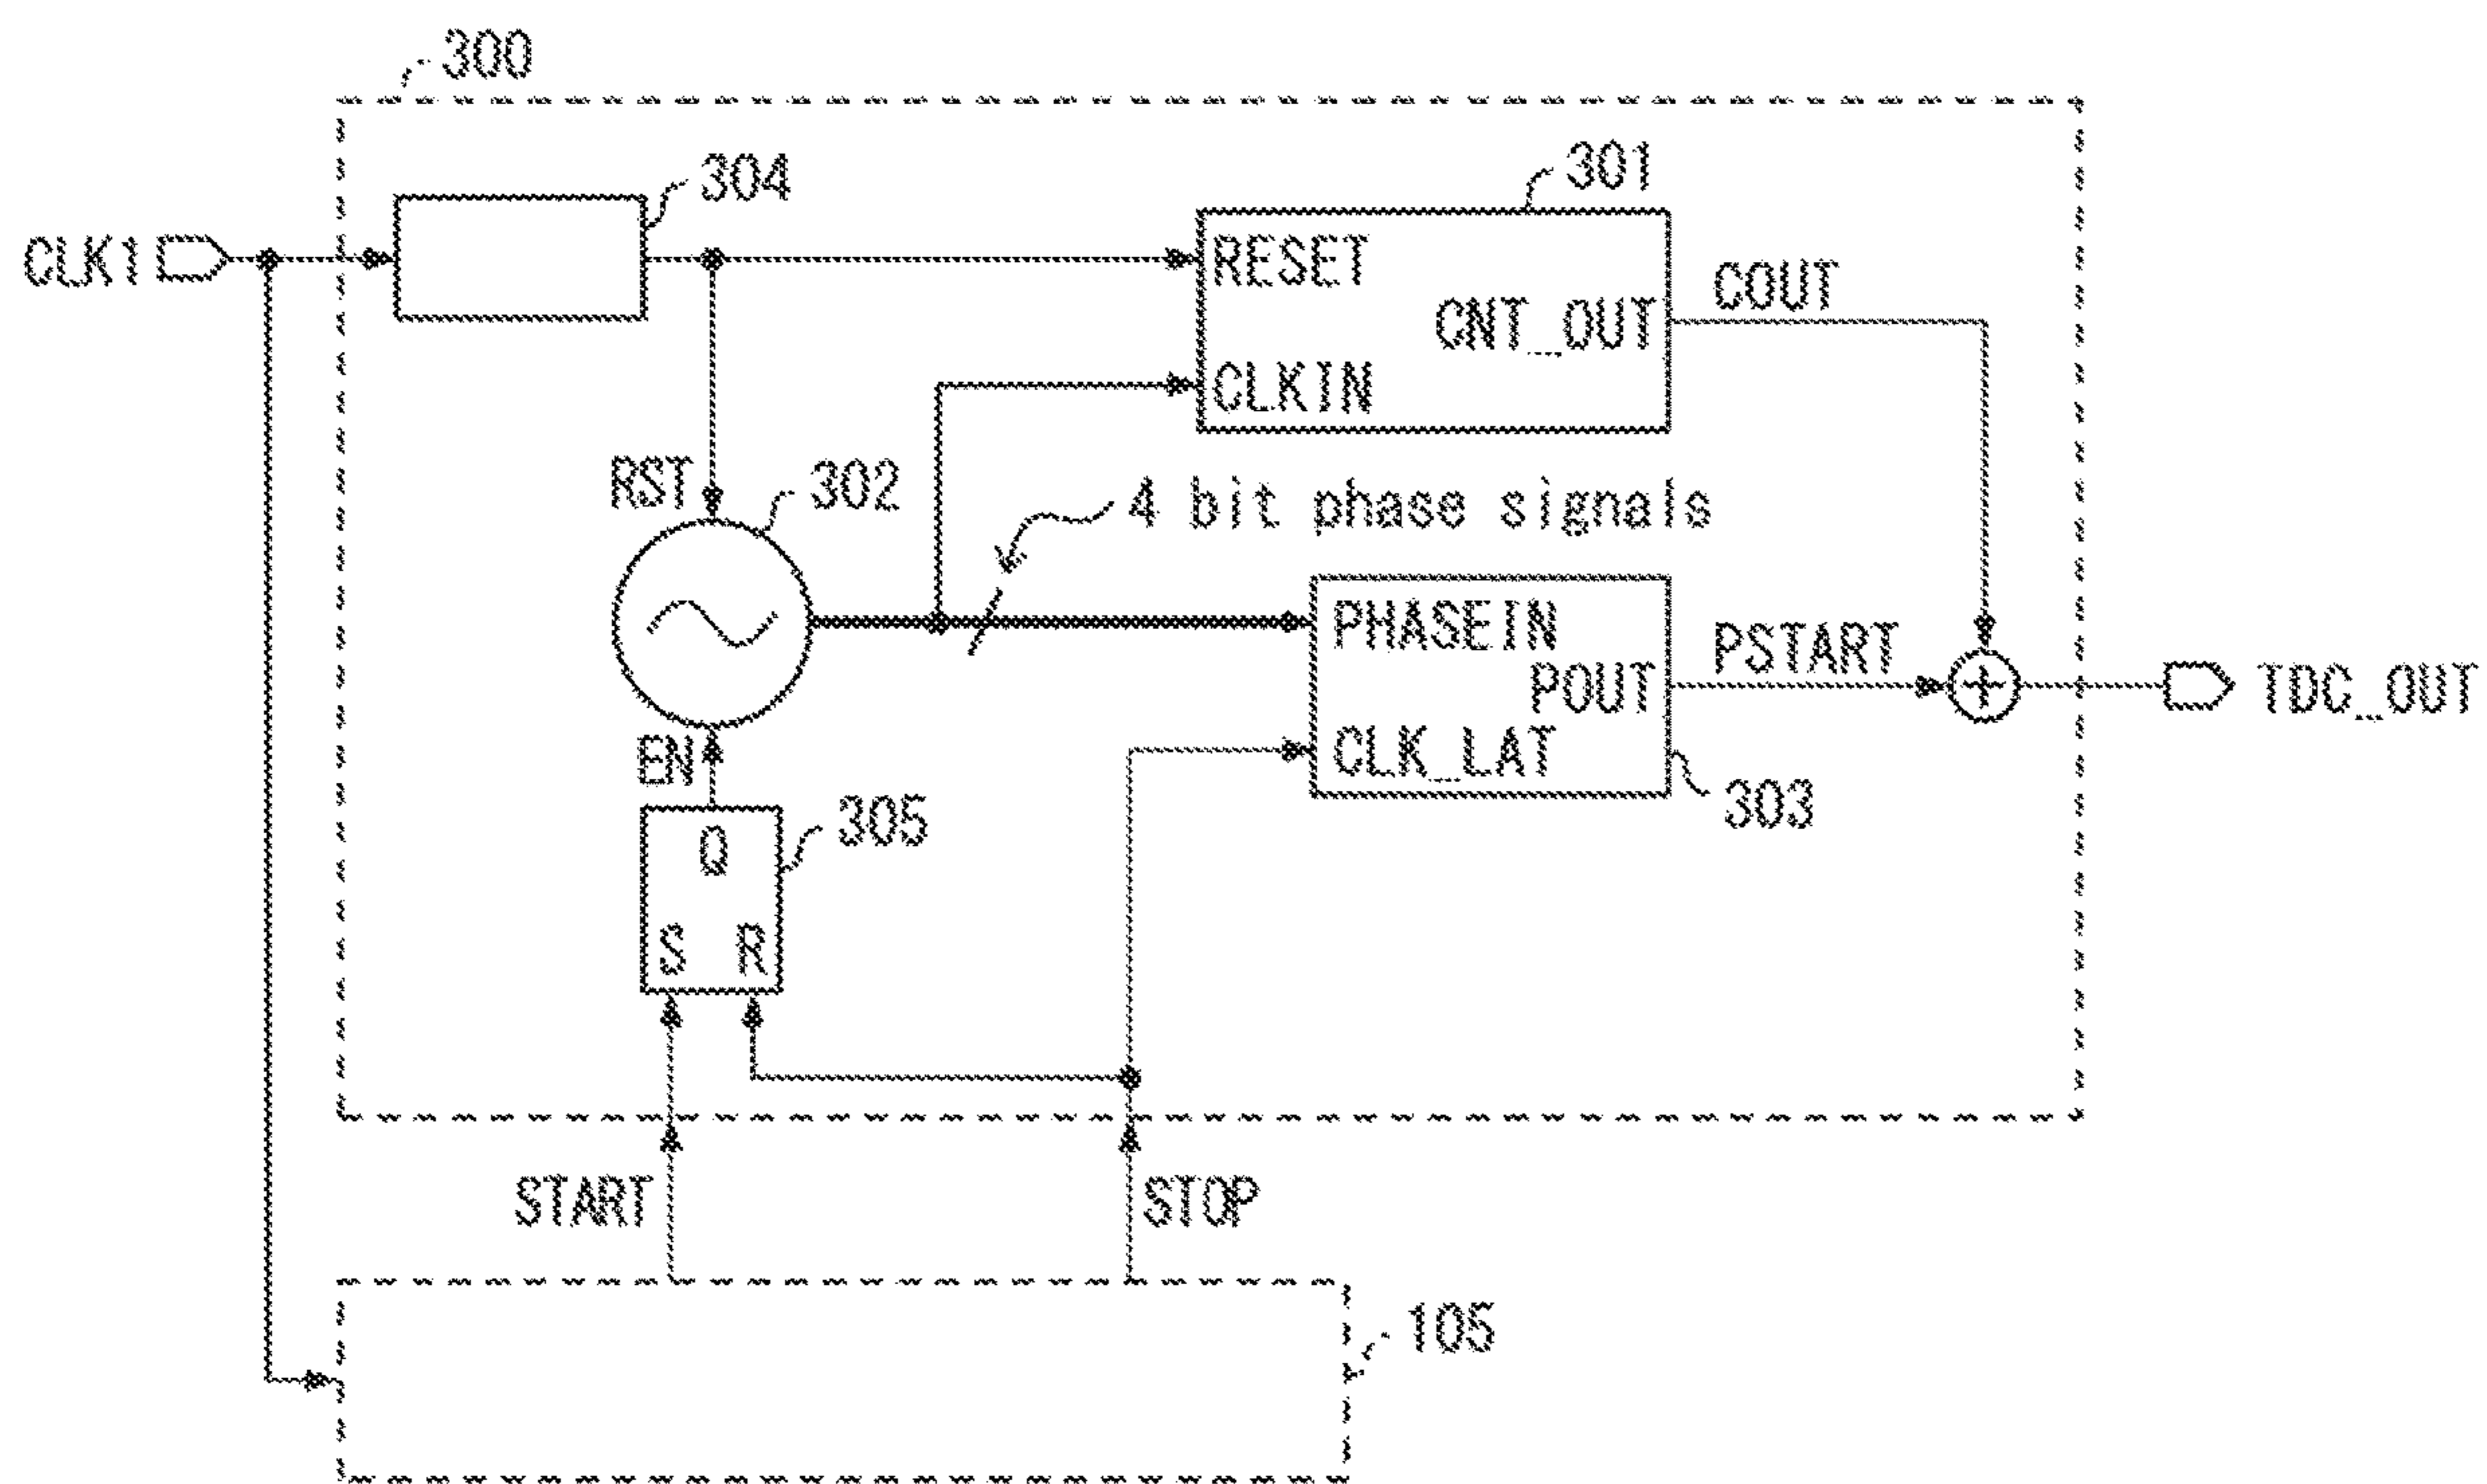 300
304
301
CLK1
RESET
COUT
CNT_OUT
CLKIN
RST
302
4 bit phase signals
PHASEIN
PSTART
POUT
TDC_OUT
EN
CLK_LAT
303
305
Q
S R
START
STOP
105